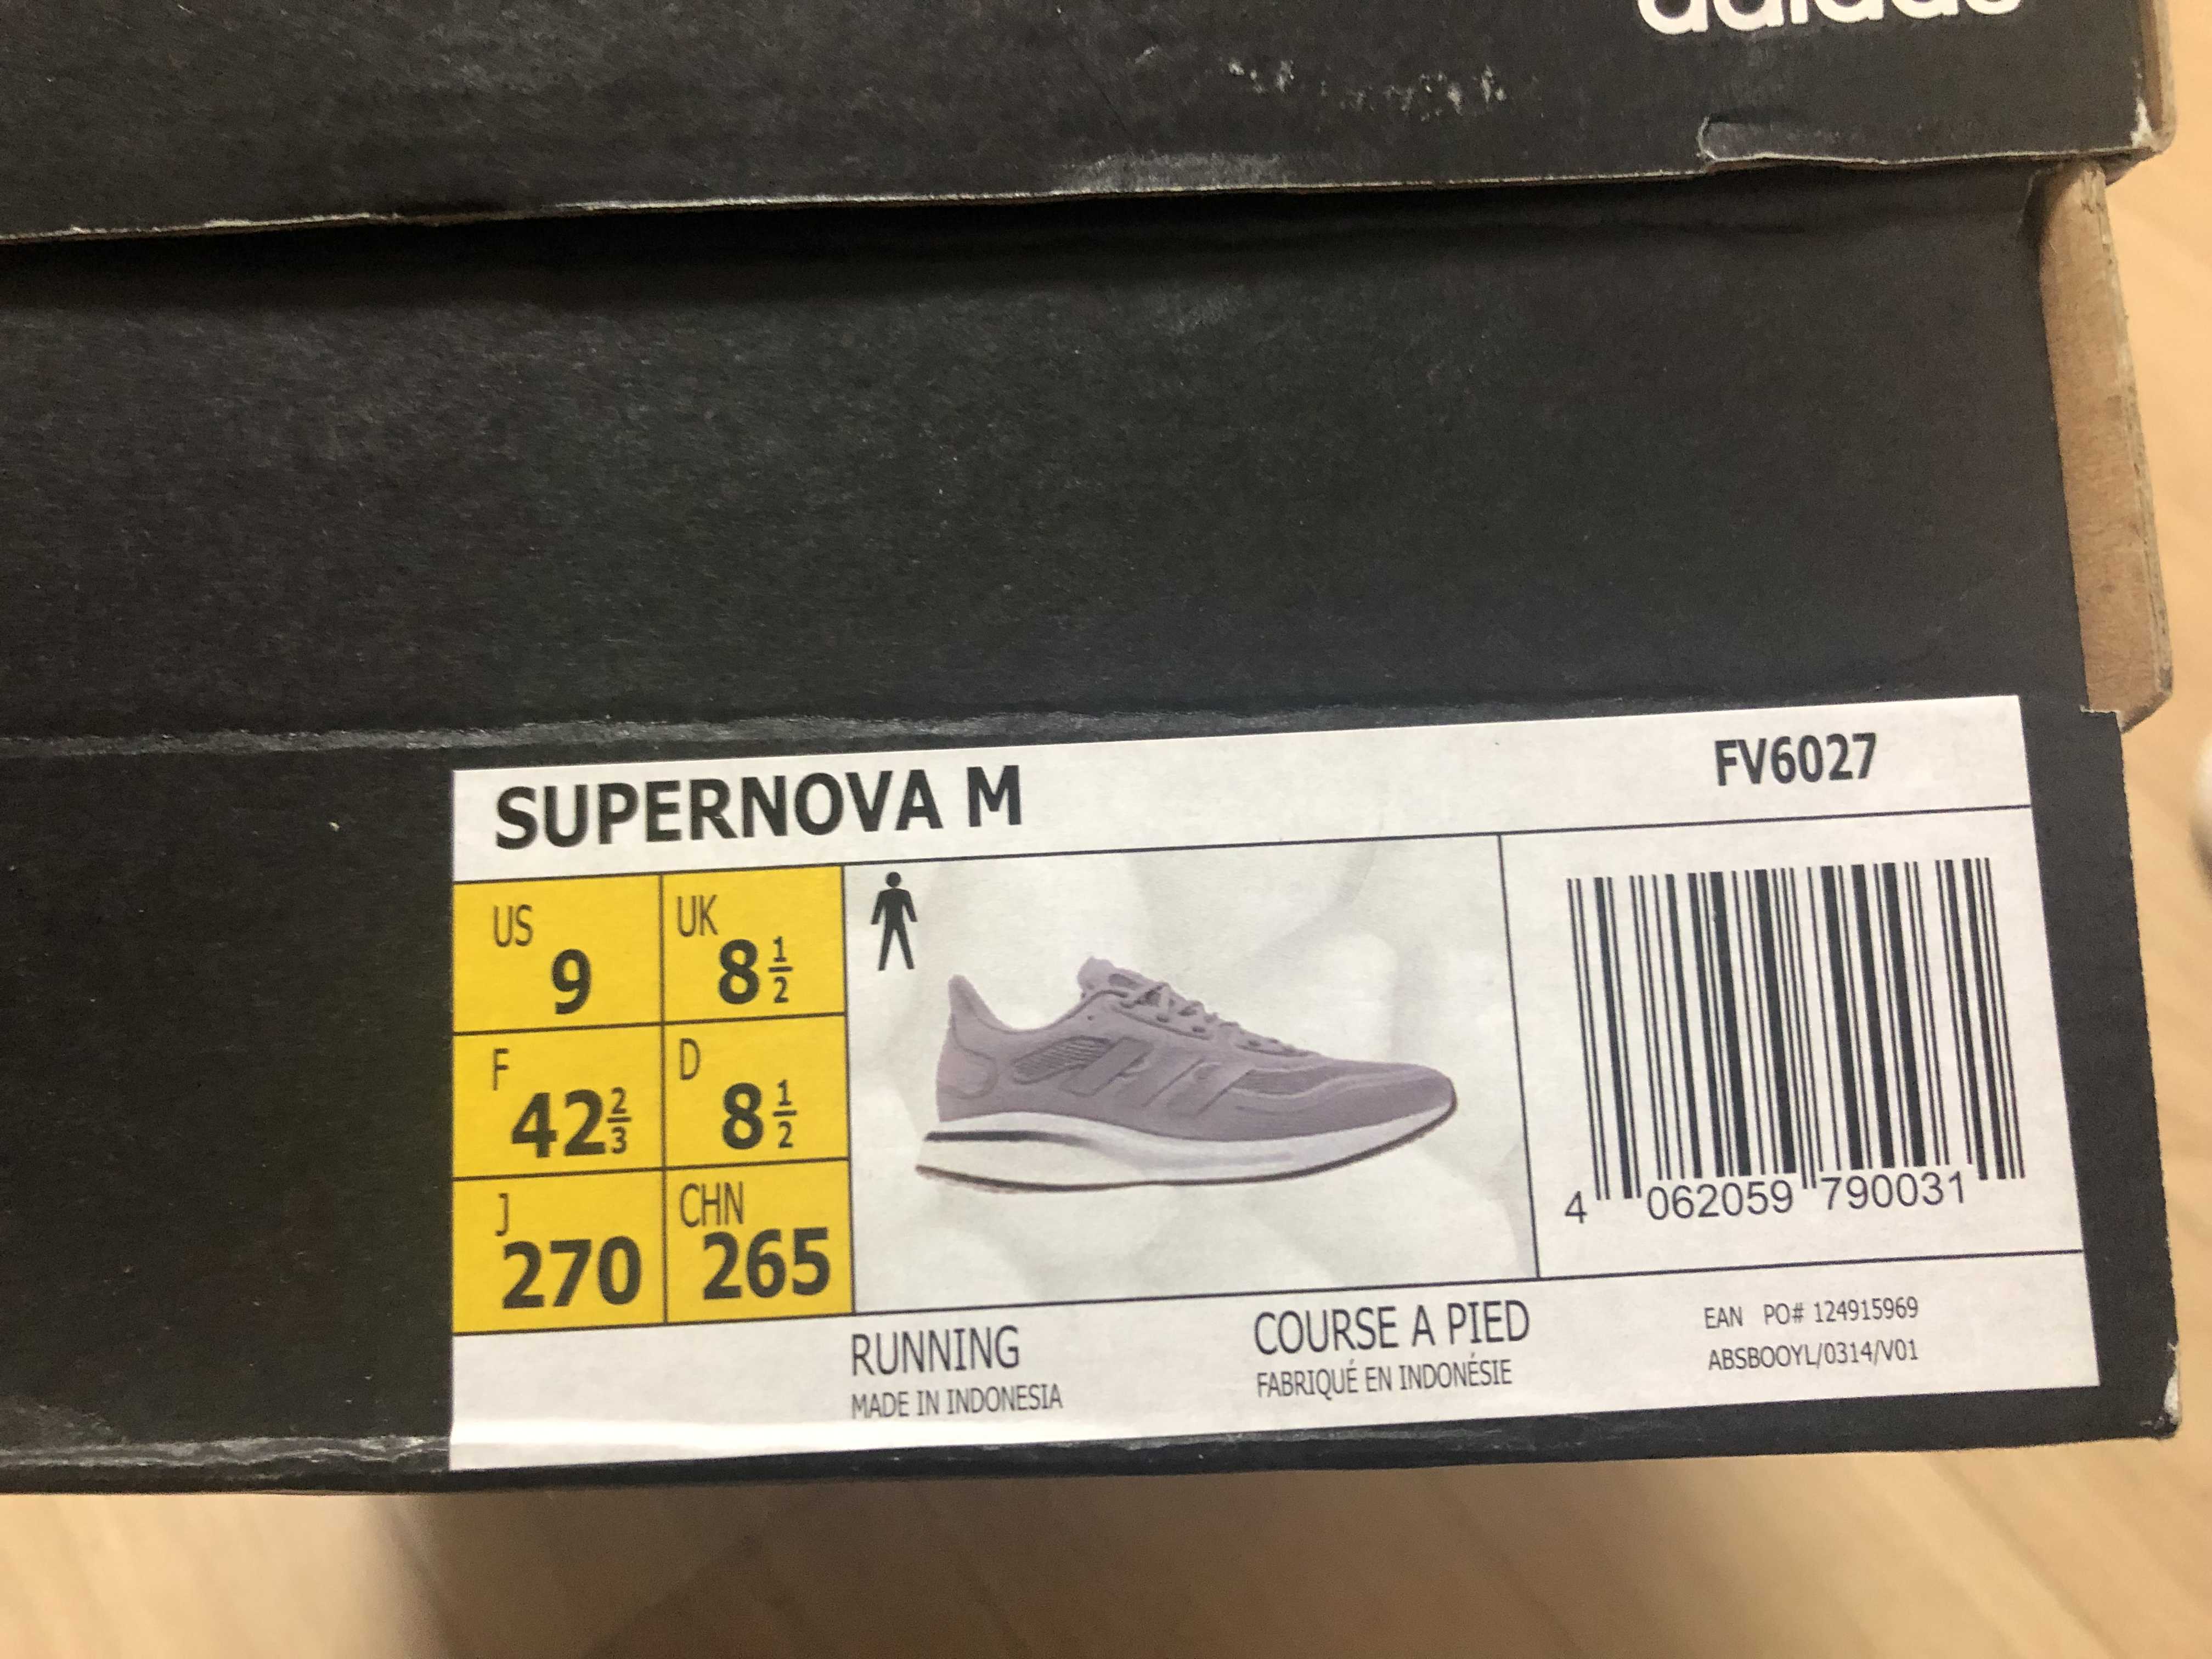 adidas
SUPERNOVA M
FV6027
US
9
UK
8 1/2
F
42 2/3
D
8 1/2
J
270
CHN
265
4 062059 790031
RUNNING
MADE IN INDONESIA
COURSE A PIED
FABRIQUÉ EN INDONÉSIE
EAN PO# 124915969
ABSBOOYL/0314/V01